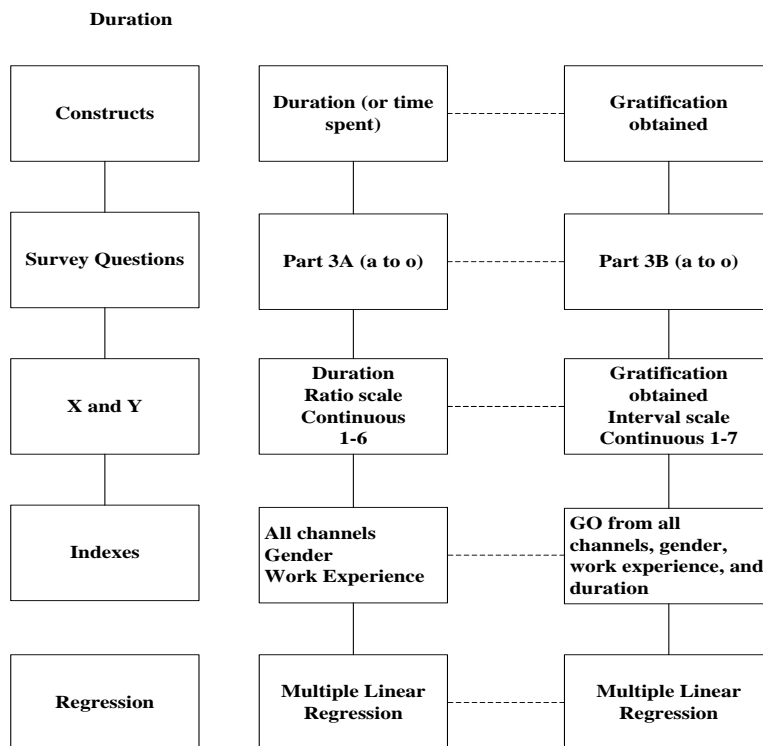 Duration
Constructs
Duration (or time
spent)
Gratification
obtained
Survey Questions
Part 3A (a to o)
Part 3B (a to o)
X and Y
Duration
Ratio scale
Continuous
1-6
Gratification
obtained
Interval scale
Continuous 1-7
Indexes
All channels
Gender
Work Experience
GO from all
channels, gender,
work experience, and
duration
Regression
Multiple Linear
Regression
Multiple Linear
Regression